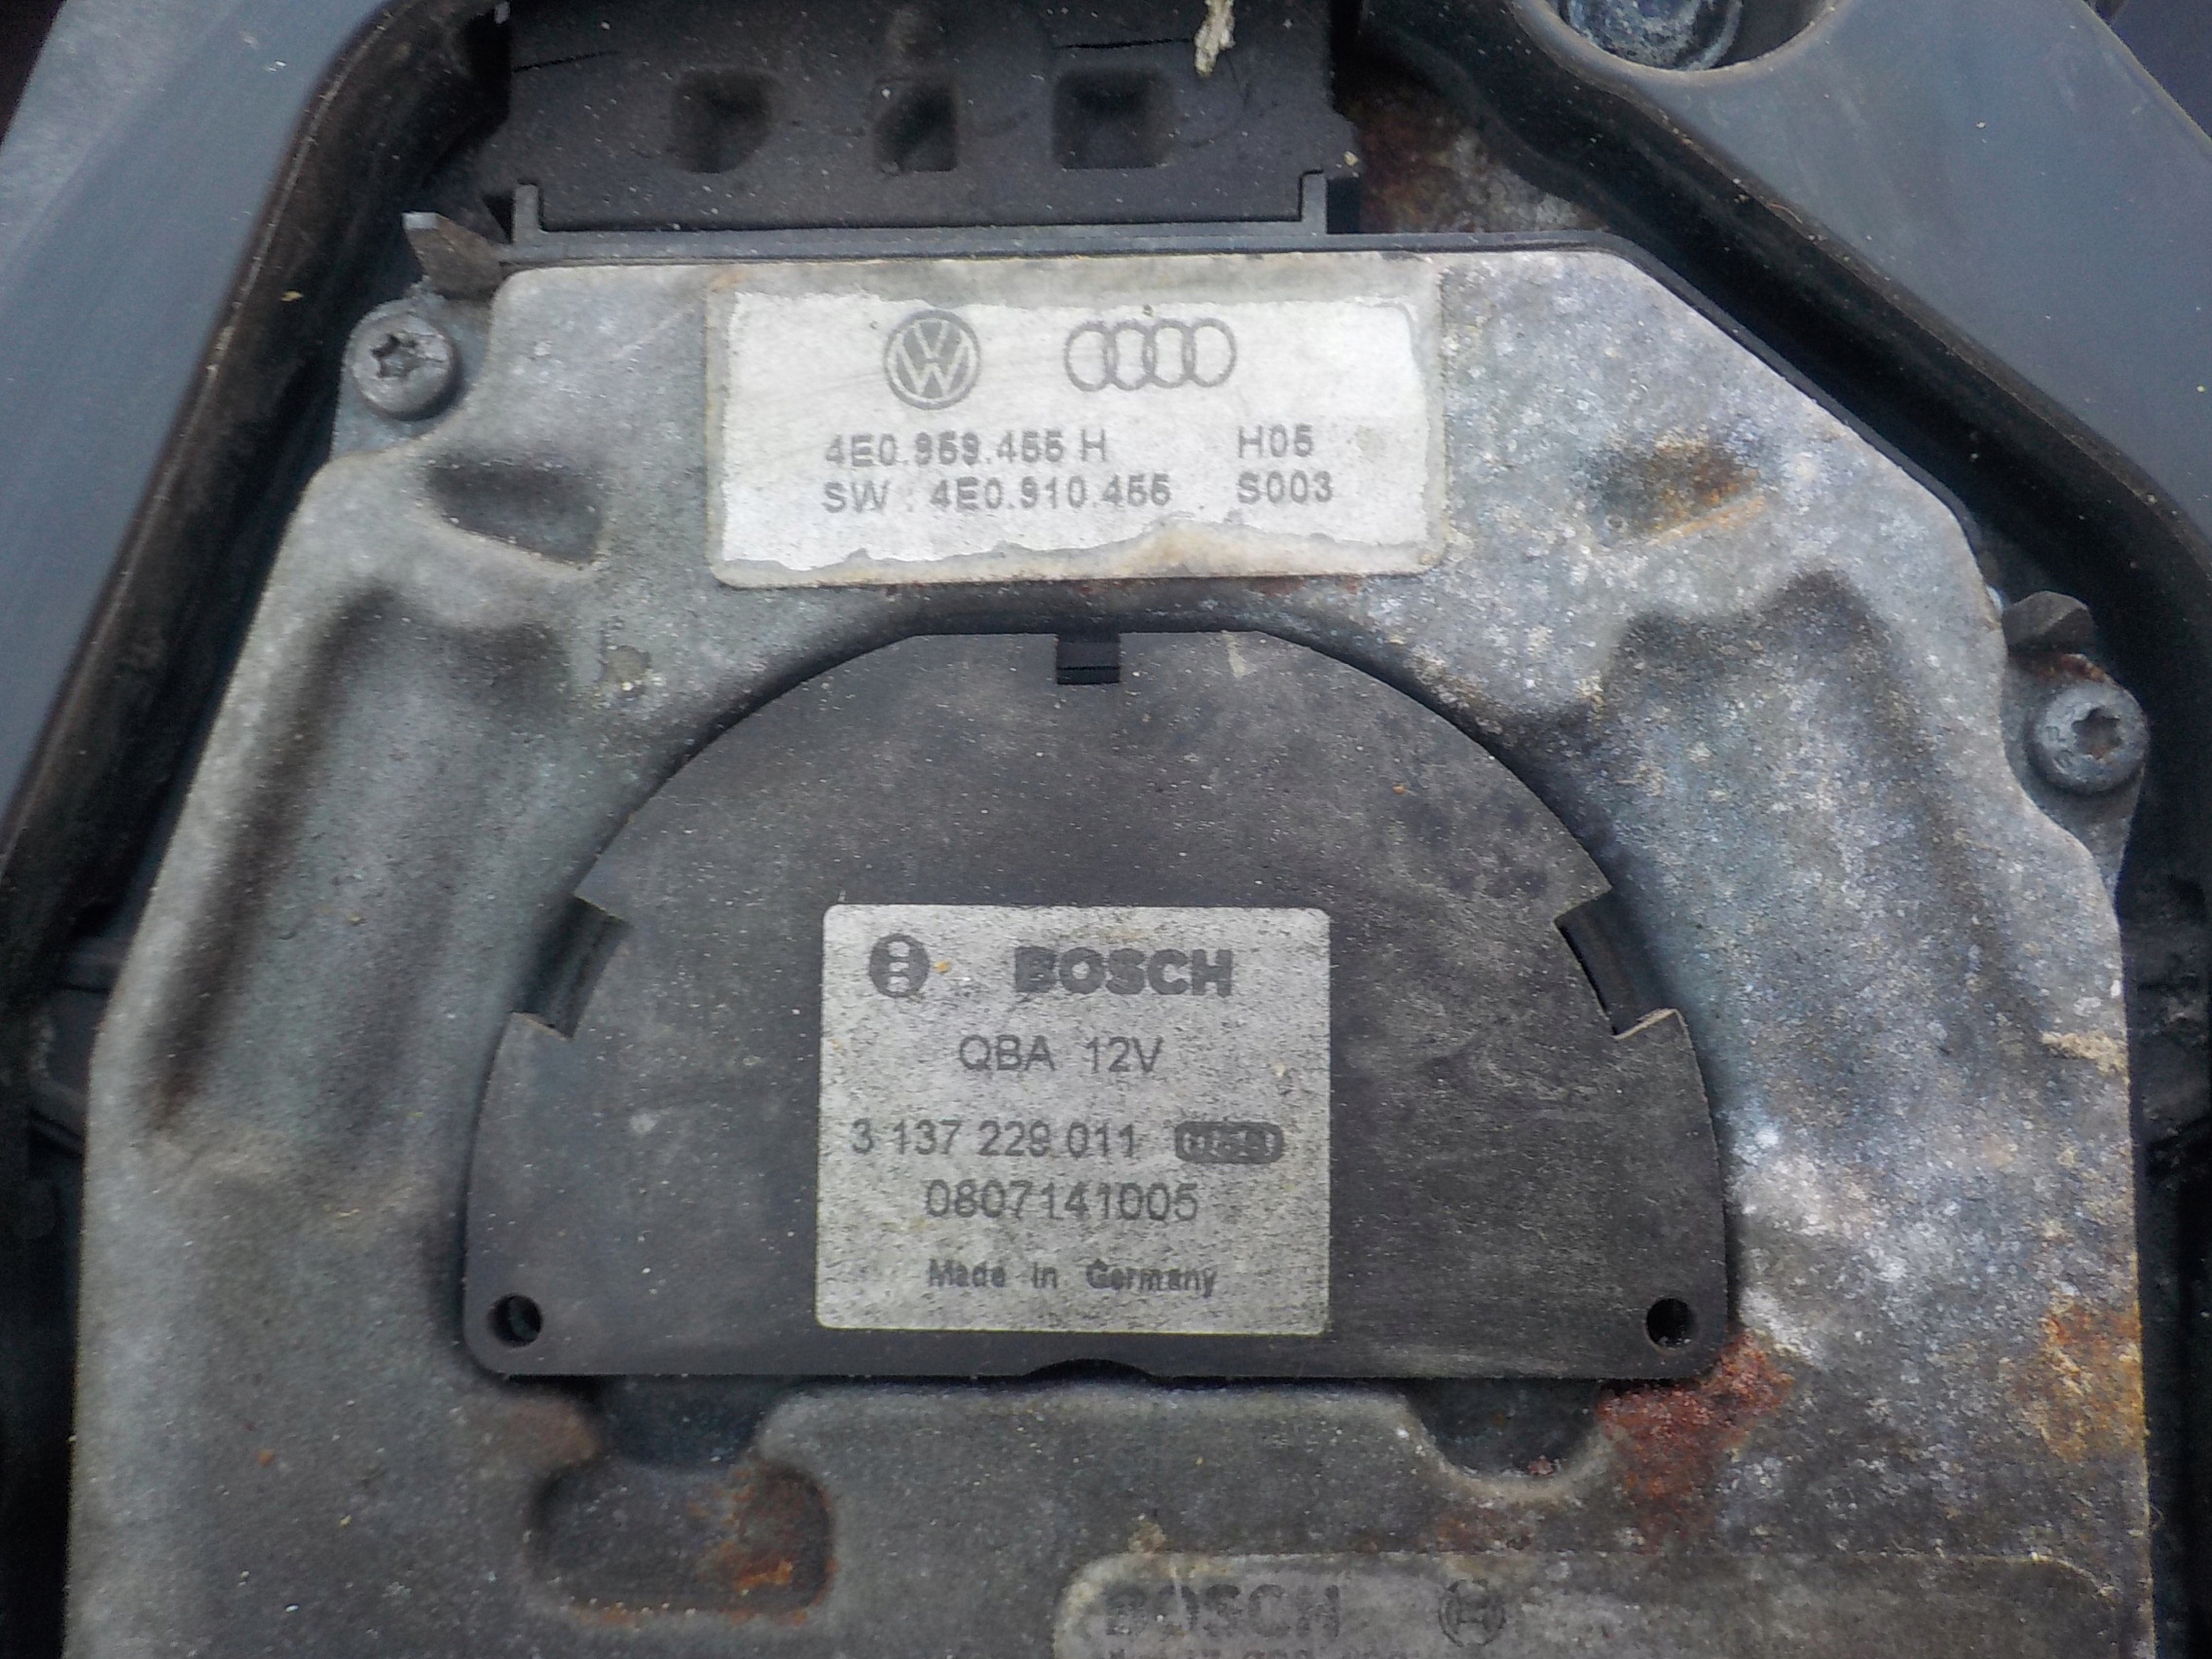 4E0.959.455 H H05
SW : 4E0.910.455 S003
BOSCH
QBA 12V
3 137 229 011
0807141005
Made in Germany
BOSCH